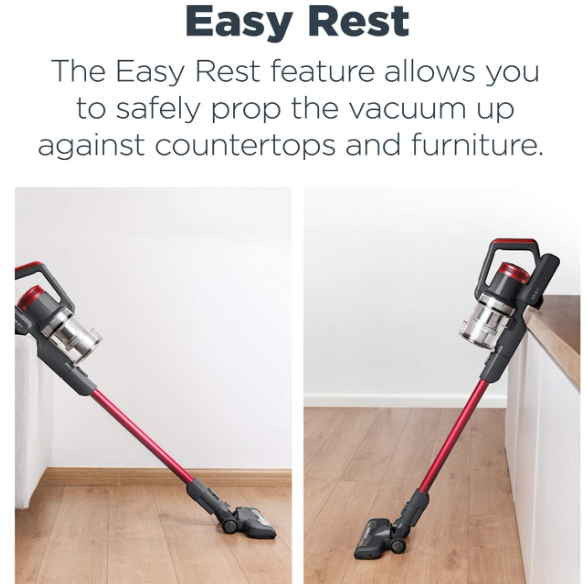 Easy Rest
The Easy Rest feature allows you
to safely prop the vacuum up
against countertops and furniture.